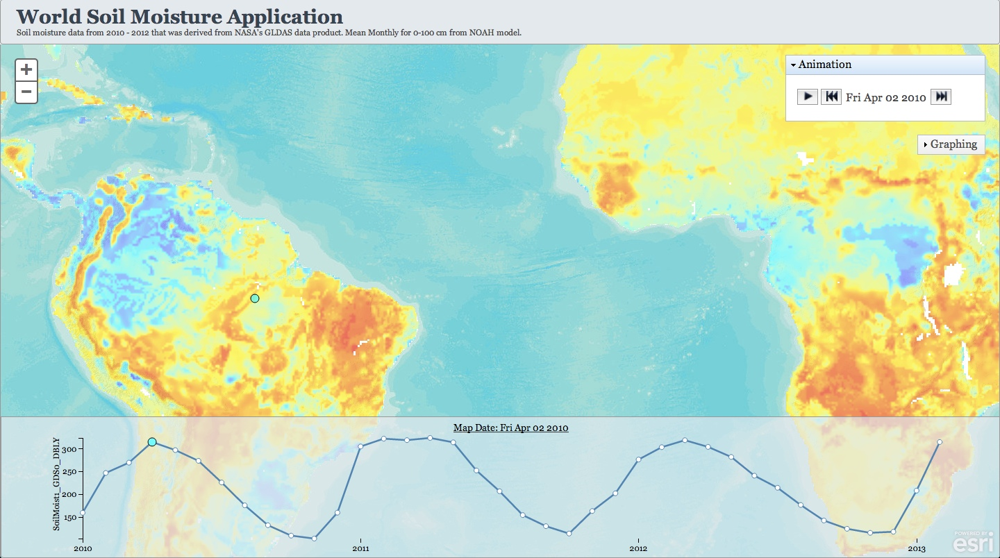 World Soil Moisture Application
Soil moisture data from 2010 - 2012 that was derived from NASA's GLDAS data product. Mean Monthly for 0-100 cm from NOAH model.
+
−
Animation
Fri Apr 02 2010
Graphing
Map Date: Fri Apr 02 2010
SoilMoist1_GDS0_DBLY
300
250
200
150
2010
2011
2012
2013
POWERED BY
esri